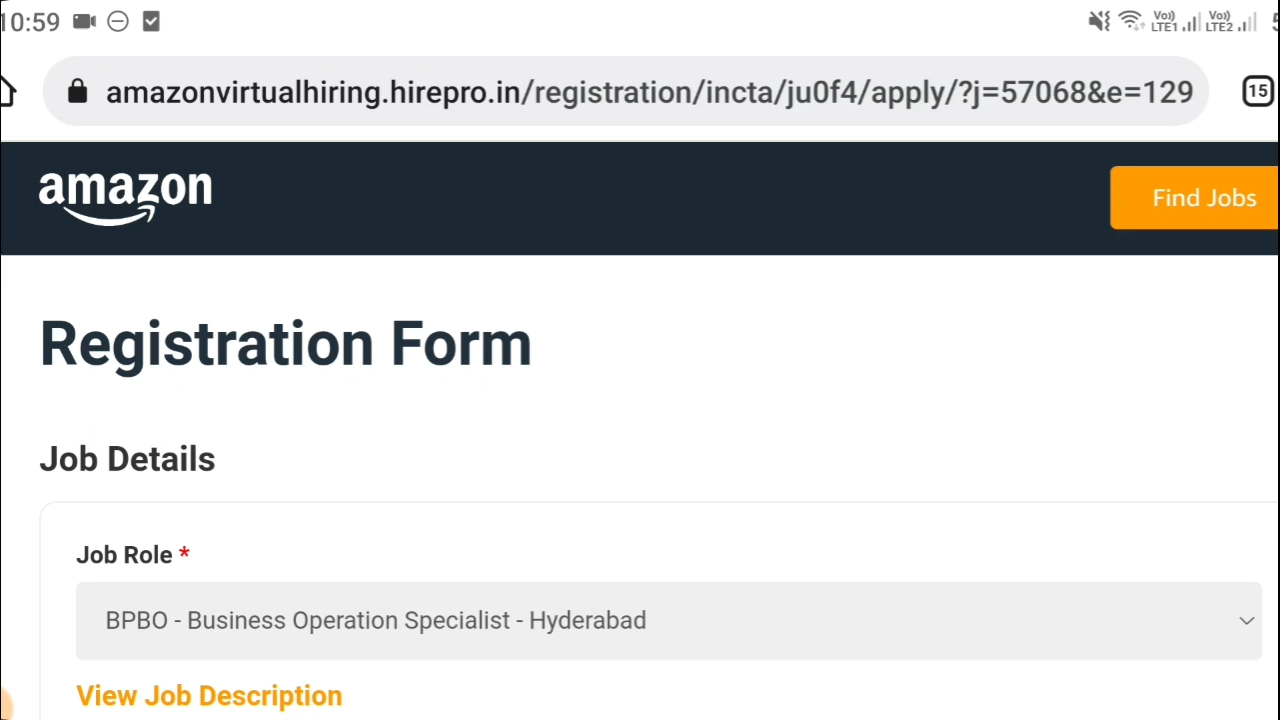 10:59 Vo) LTE1 Vo) LTE2
amazonvirtualhiring.hirepro.in/registration/incta/ju0f4/apply/?j=57068&e=129 15
amazon
Find Jobs
Registration Form
Job Details
Job Role *
BPBO - Business Operation Specialist - Hyderabad
View Job Description